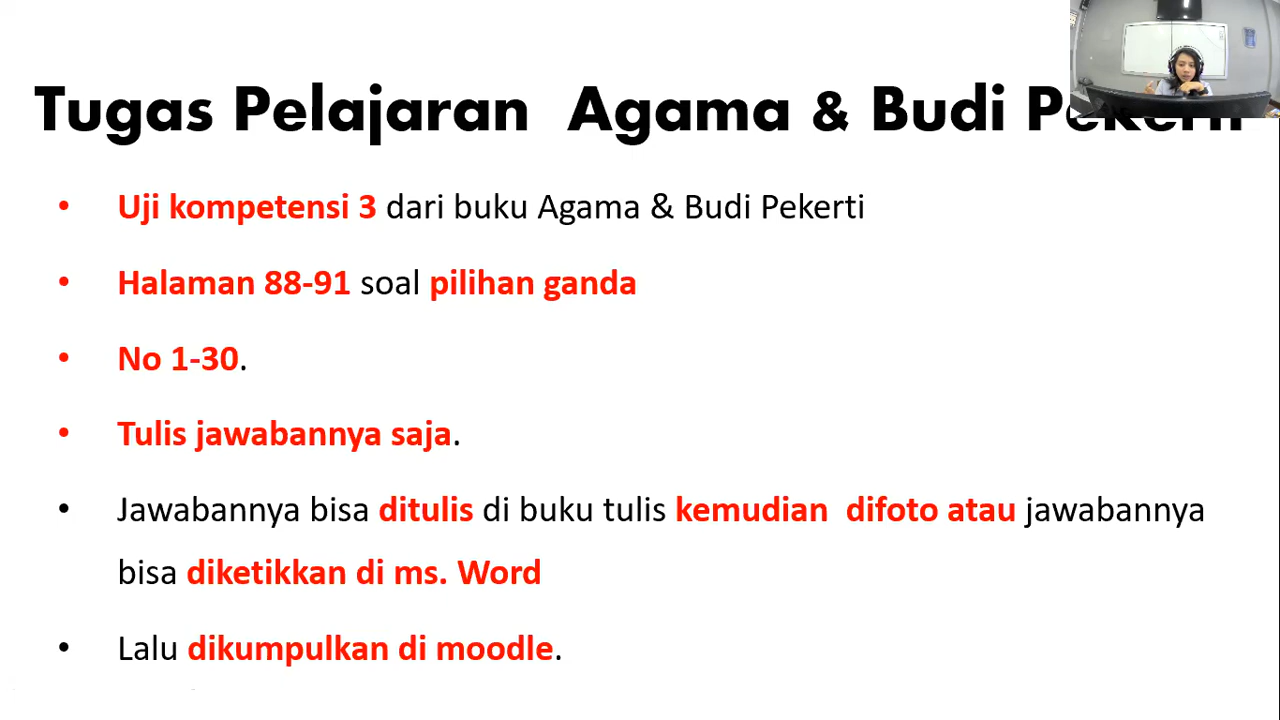 Tugas Pelajaran Agama & Budi
• Uji kompetensi 3 dari buku Agama & Budi Pekerti
• Halaman 88-91 soal pilihan ganda
• No 1-30.
• Tulis jawabannya saja.
• Jawabannya bisa ditulis di buku tulis kemudian difoto atau jawabannya
bisa diketikkan di ms. Word
• Lalu dikumpulkan di moodle.